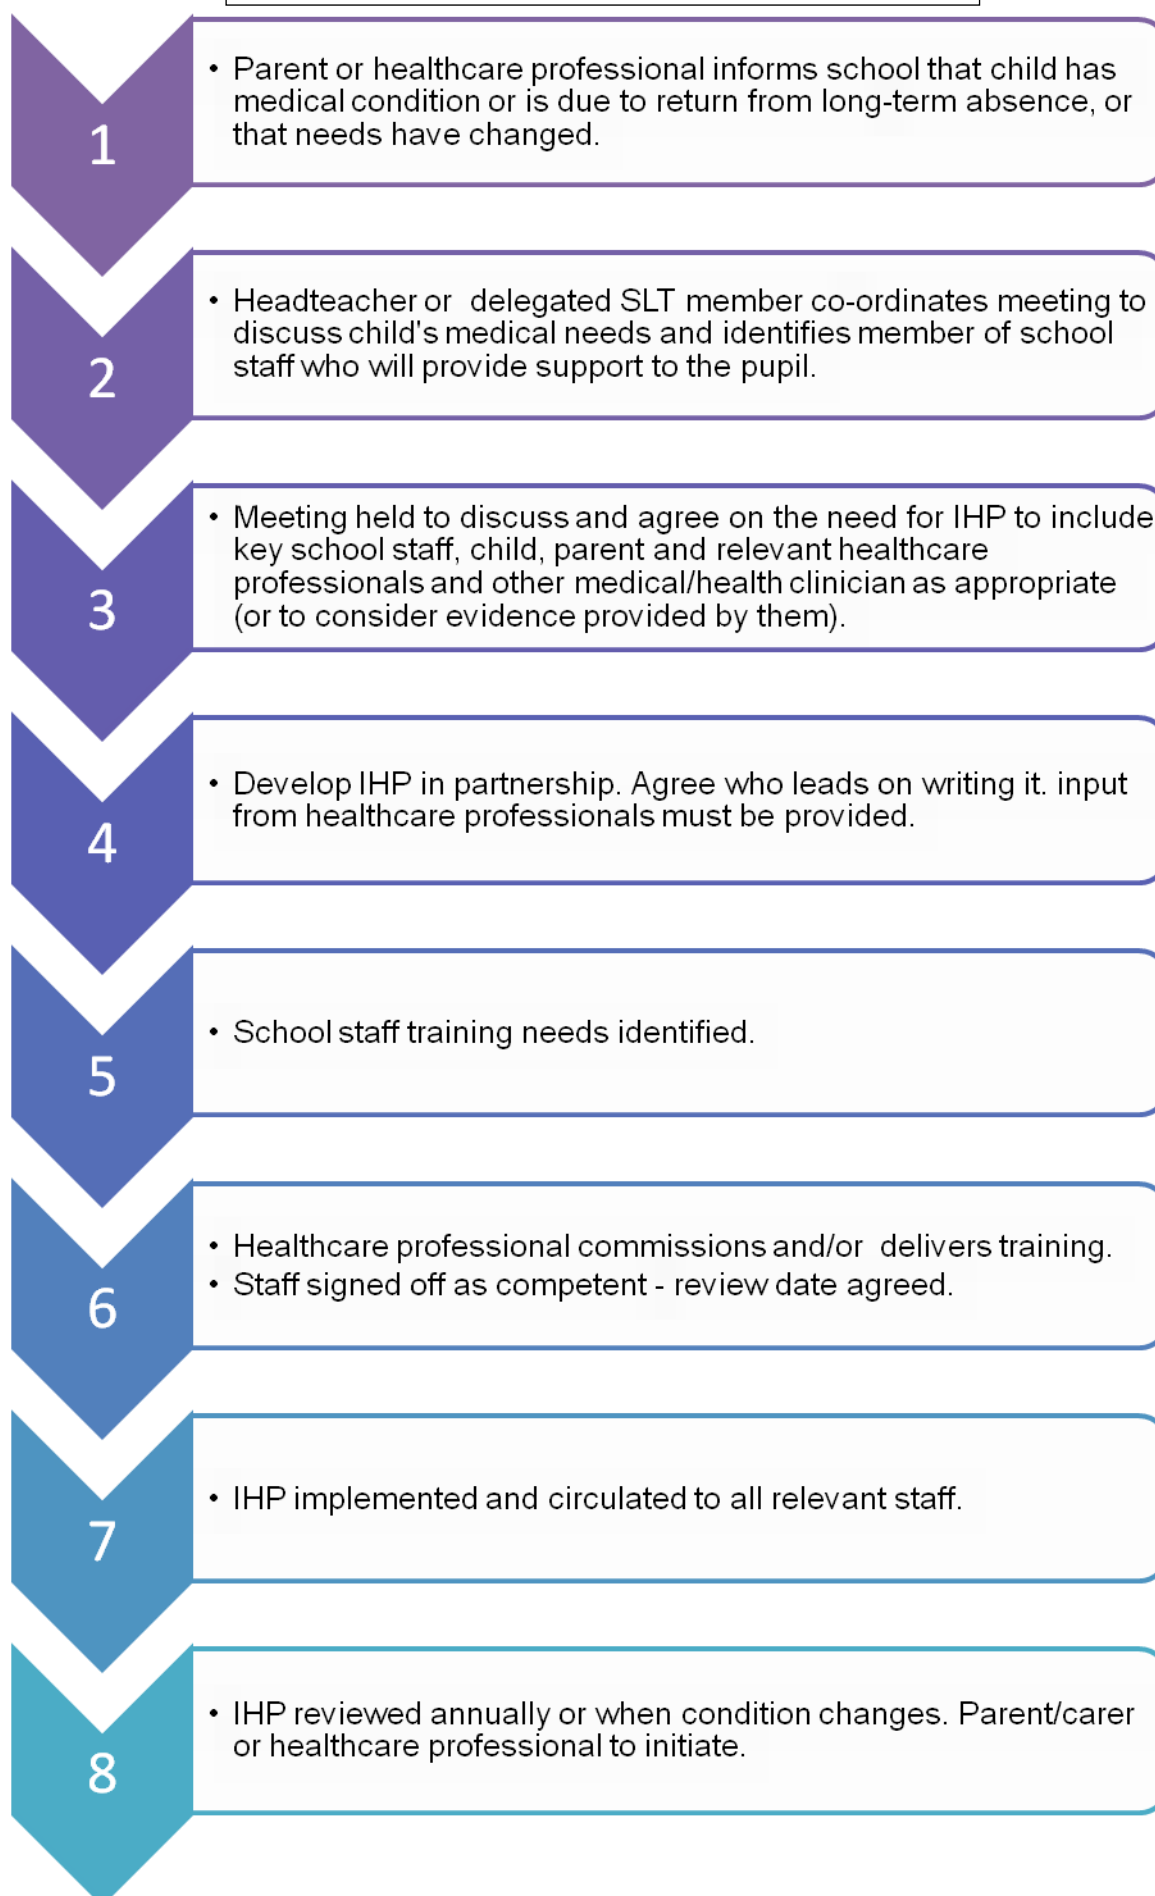 1
• Parent or healthcare professional informs school that child has
medical condition or is due to return from long-term absence, or
that needs have changed.
2
• Headteacher or  delegated SLT member co-ordinates meeting to
discuss child's medical needs and identifies member of school
staff who will provide support to the pupil.
3
• Meeting held to discuss and agree on the need for IHP to include
key school staff, child, parent and relevant healthcare
professionals and other medical/health clinician as appropriate
(or to consider evidence provided by them).
4
• Develop IHP in partnership. Agree who leads on writing it. input
from healthcare professionals must be provided.
5
• School staff training needs identified.
6
• Healthcare professional commissions and/or  delivers training.
• Staff signed off as competent - review date agreed.
7
• IHP implemented and circulated to all relevant staff.
8
• IHP reviewed annually or when condition changes. Parent/carer
or healthcare professional to initiate.